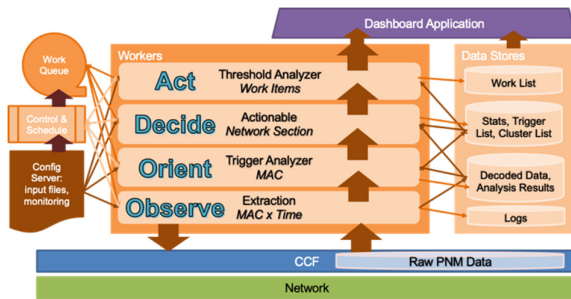 Dashboard Application
Work
Queue
Control &
Schedule
Config
Server:
input files,
monitoring
Workers
Act
Threshold Analyzer
Work Items
Decide
Actionable
Network Section
Orient
Trigger Analyzer
MAC
Observe
Extraction
MAC x Time
Data Stores
Work List
Stats, Trigger
List, Cluster List
Decoded Data,
Analysis Results
Logs
CCF
Raw PNM Data
Network